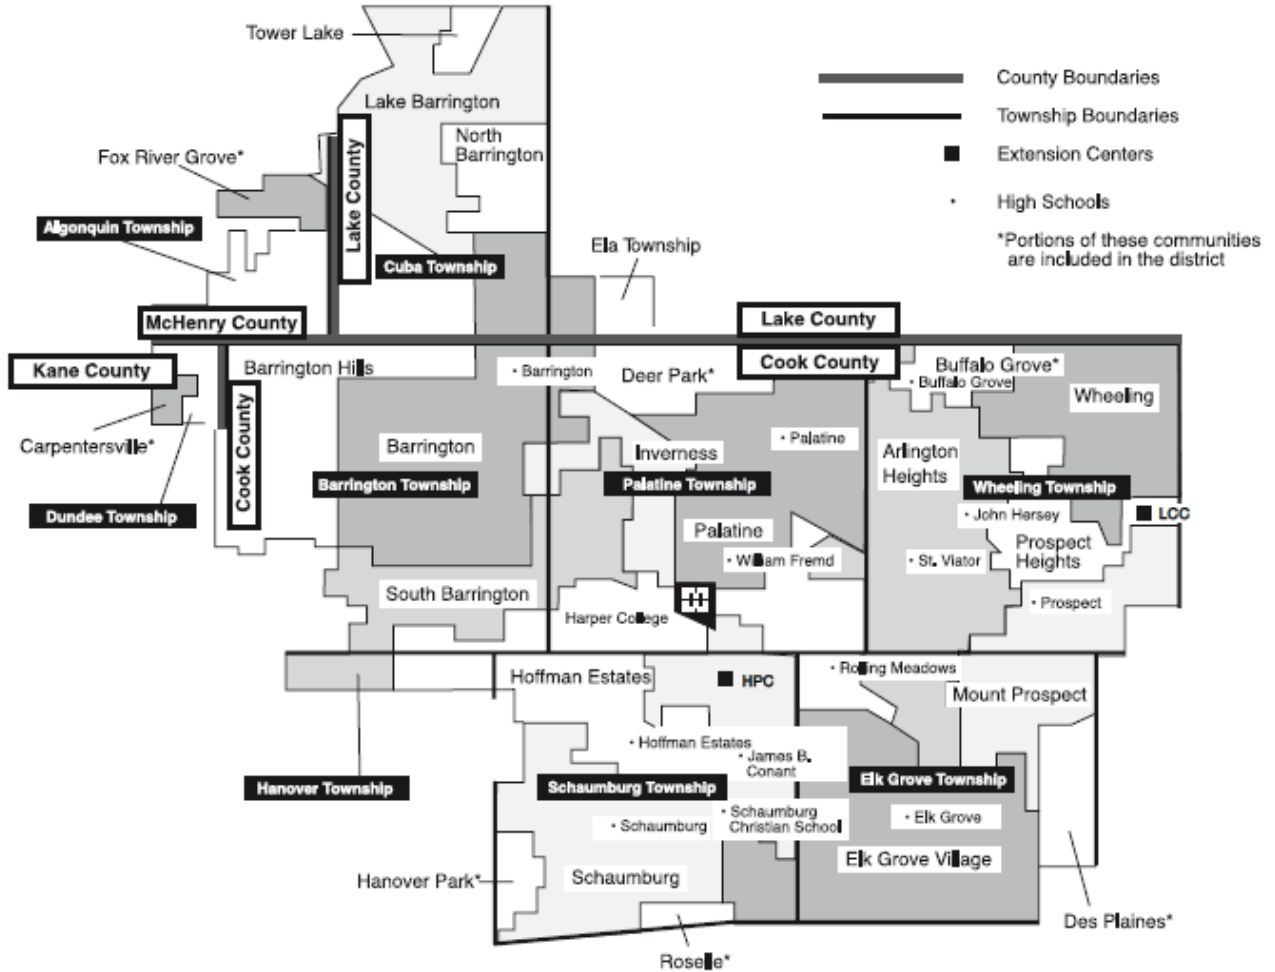 Tower Lake
County Boundaries
Lake Barrington
Township Boundaries
North
Barrington
Extension Centers
Fox River Grove*
Lake County
High Schools
Algonquin Township
*Portions of these communities
are included in the district
Ela Township
Cuba Township
McHenry County
Lake County
Kane County
Barrington Hills
• Barrington
Deer Park*
Cook County
Buffalo Grove*
• Buffalo Grove
Wheeling
Carpentersville*
Cook County
Barrington
Inverness
• Palatine
Arlington
Heights
Barrington Township
Palatine Township
Wheeling Township
Dundee Township
• John Hersey
LCC
Palatine
• William Fremd
• St. Viator
Prospect
Heights
South Barrington
Harper College
H
• Prospect
Hoffman Estates
HPC
• Rolling Meadows
Mount Prospect
• Hoffman Estates
• James B.
Conant
Hanover Township
Schaumburg Township
Elk Grove Township
• Schaumburg
• Schaumburg
Christian School
• Elk Grove
Elk Grove Village
Hanover Park*
Schaumburg
Des Plaines*
Roselle*